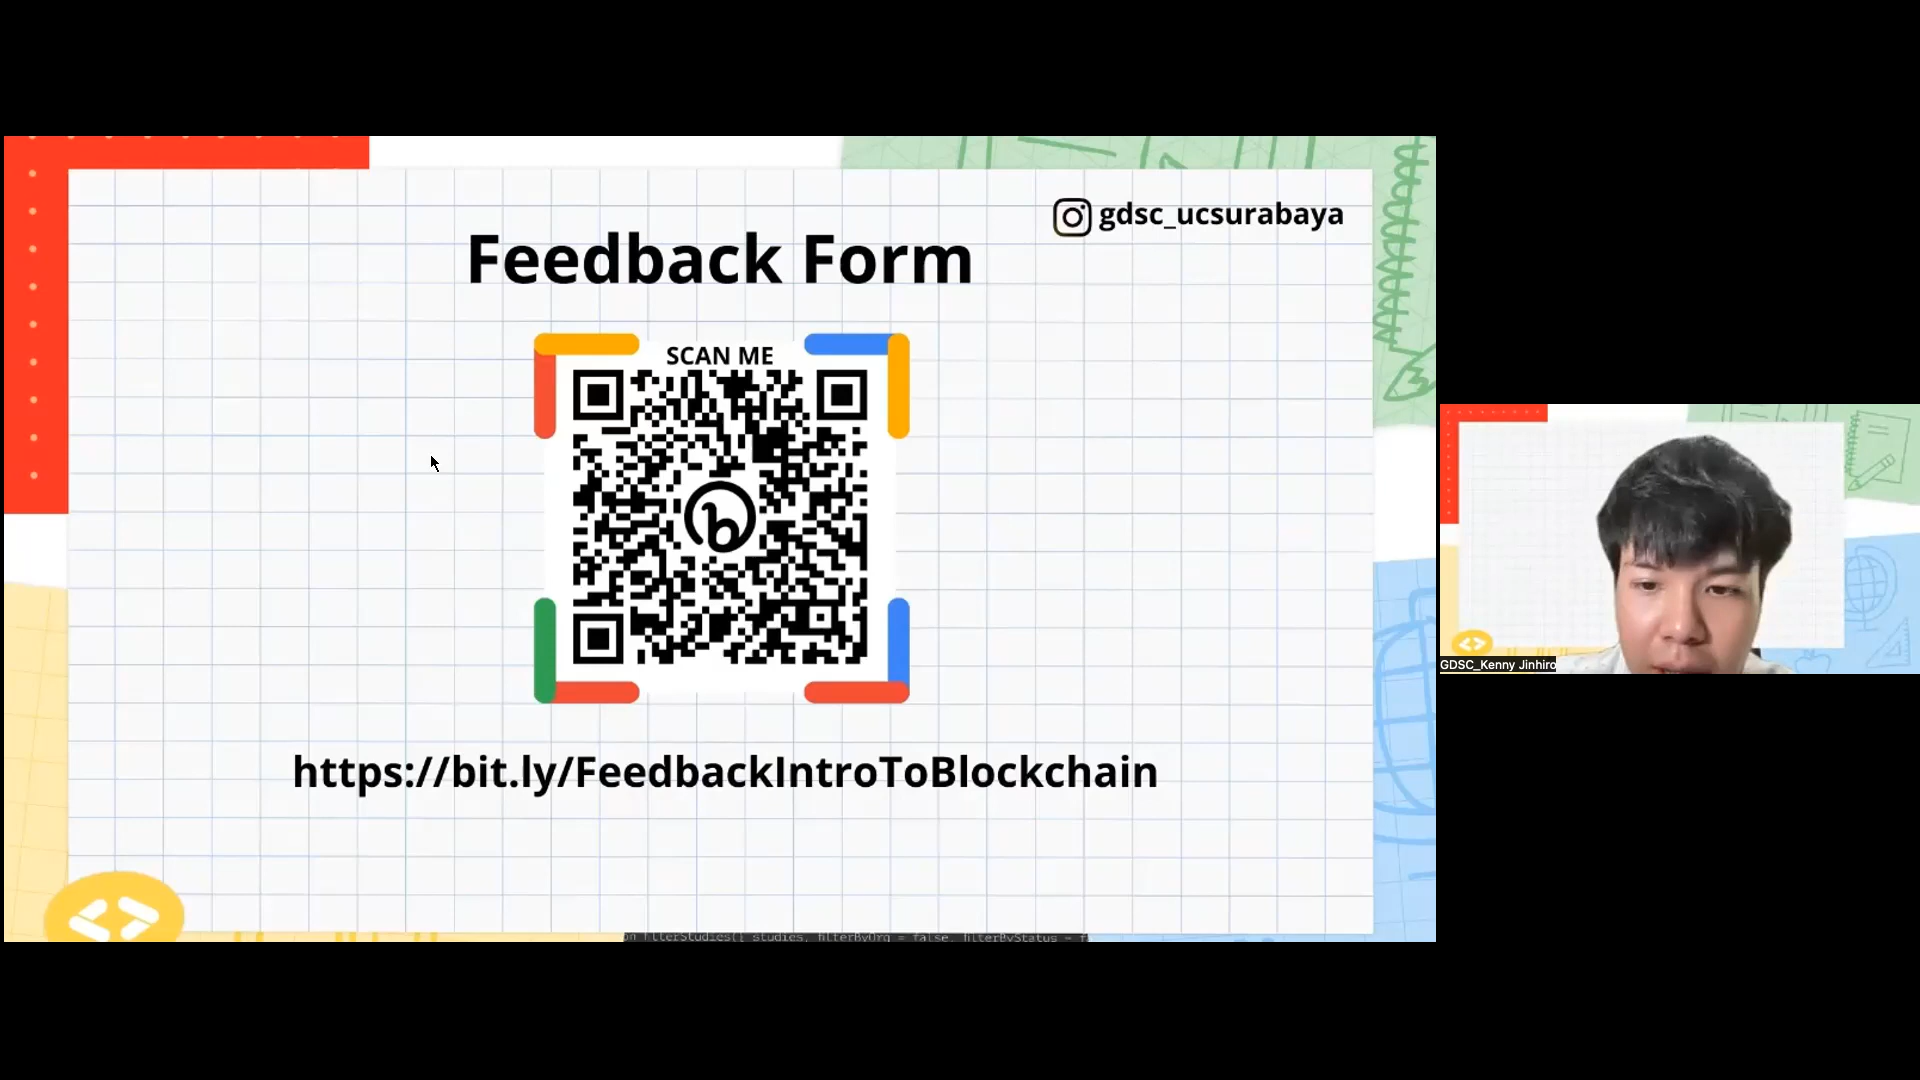 gdsc_ucsurabaya
Feedback Form
SCAN ME
https://bit.ly/FeedbackIntroToBlockchain
GDSC_Kenny Jinhiro